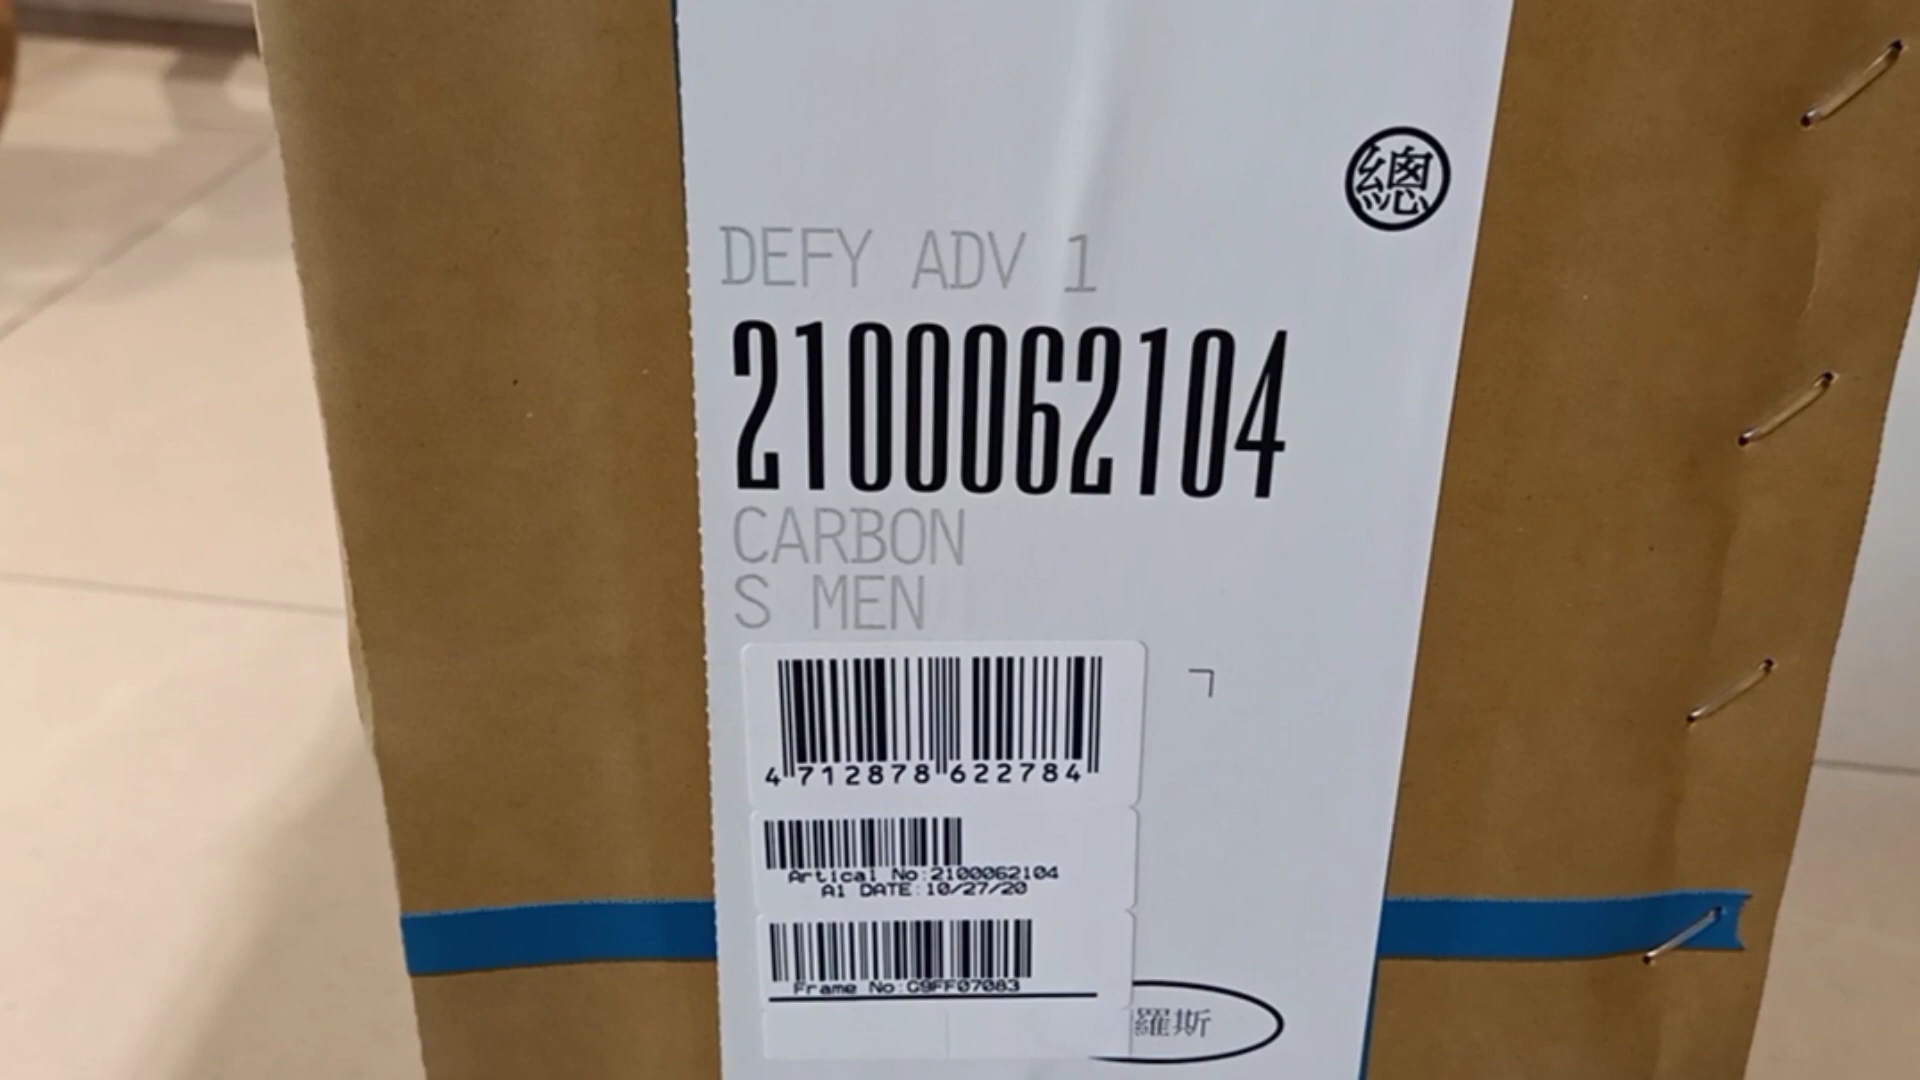 總
DEFY ADV 1
2100062104
CARBON
S MEN
4 712878 622784
Artical No:2100062104
A1 DATE:10/27/20
Frame No:C9FF07083
羅斯